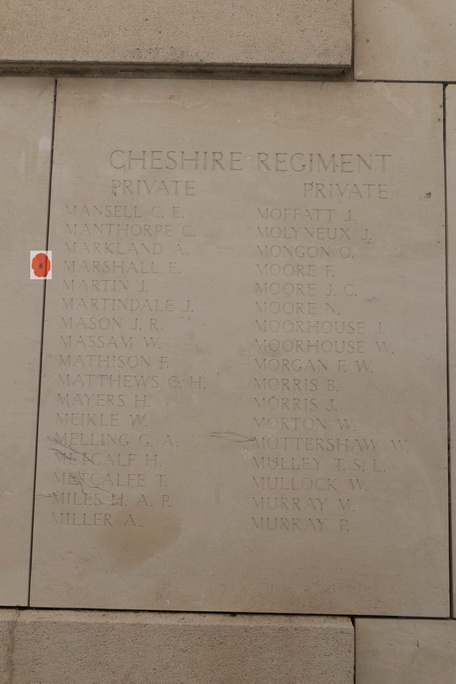 CHESHIRE REGIMENT
PRIVATE
MANSELL C. E.
MANTHORPE C.
MARKLAND A.
MARSHALL E.
MARTIN J.
MARTINDALE J.
MASON J. R.
MASSAM W.
MATHISON F.
MATTHEWS G. H.
MAYERS H.
MEIKLE W.
MELLING G. A.
METCALF H.
METCALFE T.
MILES H. A. P.
MILLER A.
PRIVATE
MOFFATT J.
MOLYNEUX J.
MONGON O.
MOORE F.
MOORE J. C.
MOORE N.
MOORHOUSE J.
MOORHOUSE W.
MORGAN F. W.
MORRIS B.
MORRIS J.
MORTON W.
MOTTERSHAW W.
MULLEY T. S. L.
MULLOCK W.
MURRAY M.
MURRAY P.